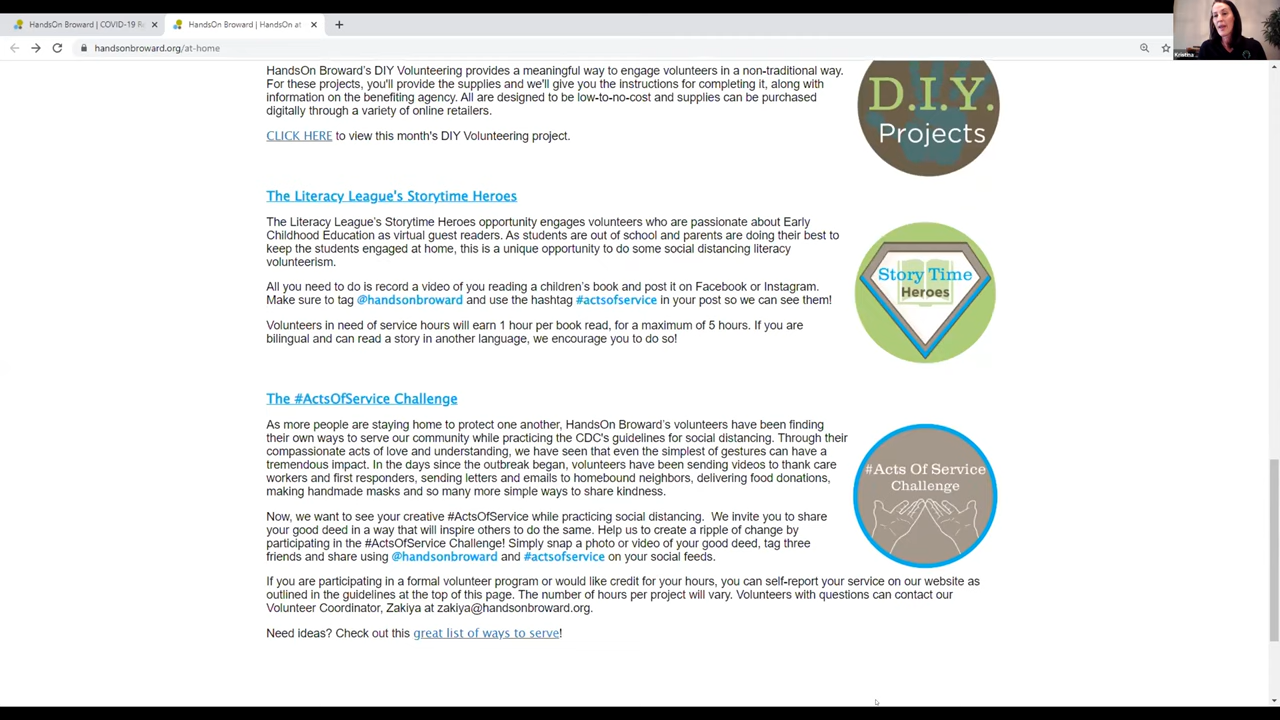 HandsOn Broward | COVID-19 Re
HandsOn Broward | HandsOn at
handsonbroward.org/at-home
Kristina
HandsOn Broward's DIY Volunteering provides a meaningful way to engage volunteers in a non-traditional way.
For these projects, you'll provide the supplies and we'll give you the instructions for completing it, along with
information on the benefiting agency. All are designed to be low-to-no-cost and supplies can be purchased
digitally through a variety of online retailers.
CLICK HERE to view this month's DIY Volunteering project.
D.I.Y.
Projects
The Literacy League's Storytime Heroes
The Literacy League's Storytime Heroes opportunity engages volunteers who are passionate about Early
Childhood Education as virtual guest readers. As students are out of school and parents are doing their best to
keep the students engaged at home, this is a unique opportunity to do some social distancing literacy
volunteerism.
All you need to do is record a video of you reading a children's book and post it on Facebook or Instagram.
Make sure to tag @handsonbroward and use the hashtag #actsofservice in your post so we can see them!
Volunteers in need of service hours will earn 1 hour per book read, for a maximum of 5 hours. If you are
bilingual and can read a story in another language, we encourage you to do so!
Story Time
Heroes
The #ActsOfService Challenge
As more people are staying home to protect one another, HandsOn Broward's volunteers have been finding
their own ways to serve our community while practicing the CDC's guidelines for social distancing. Through their
compassionate acts of love and understanding, we have seen that even the simplest of gestures can have a
tremendous impact. In the days since the outbreak began, volunteers have been sending videos to thank care
workers and first responders, sending letters and emails to homebound neighbors, delivering food donations,
making handmade masks and so many more simple ways to share kindness.
Now, we want to see your creative #ActsOfService while practicing social distancing. We invite you to share
your good deed in a way that will inspire others to do the same. Help us to create a ripple of change by
participating in the #ActsOfService Challenge! Simply snap a photo or video of your good deed, tag three
friends and share using @handsonbroward and #actsofservice on your social feeds.
#Acts Of Service
Challenge
If you are participating in a formal volunteer program or would like credit for your hours, you can self-report your service on our website as
outlined in the guidelines at the top of this page. The number of hours per project will vary. Volunteers with questions can contact our
Volunteer Coordinator, Zakiya at zakiya@handsonbroward.org.
Need ideas? Check out this great list of ways to serve!